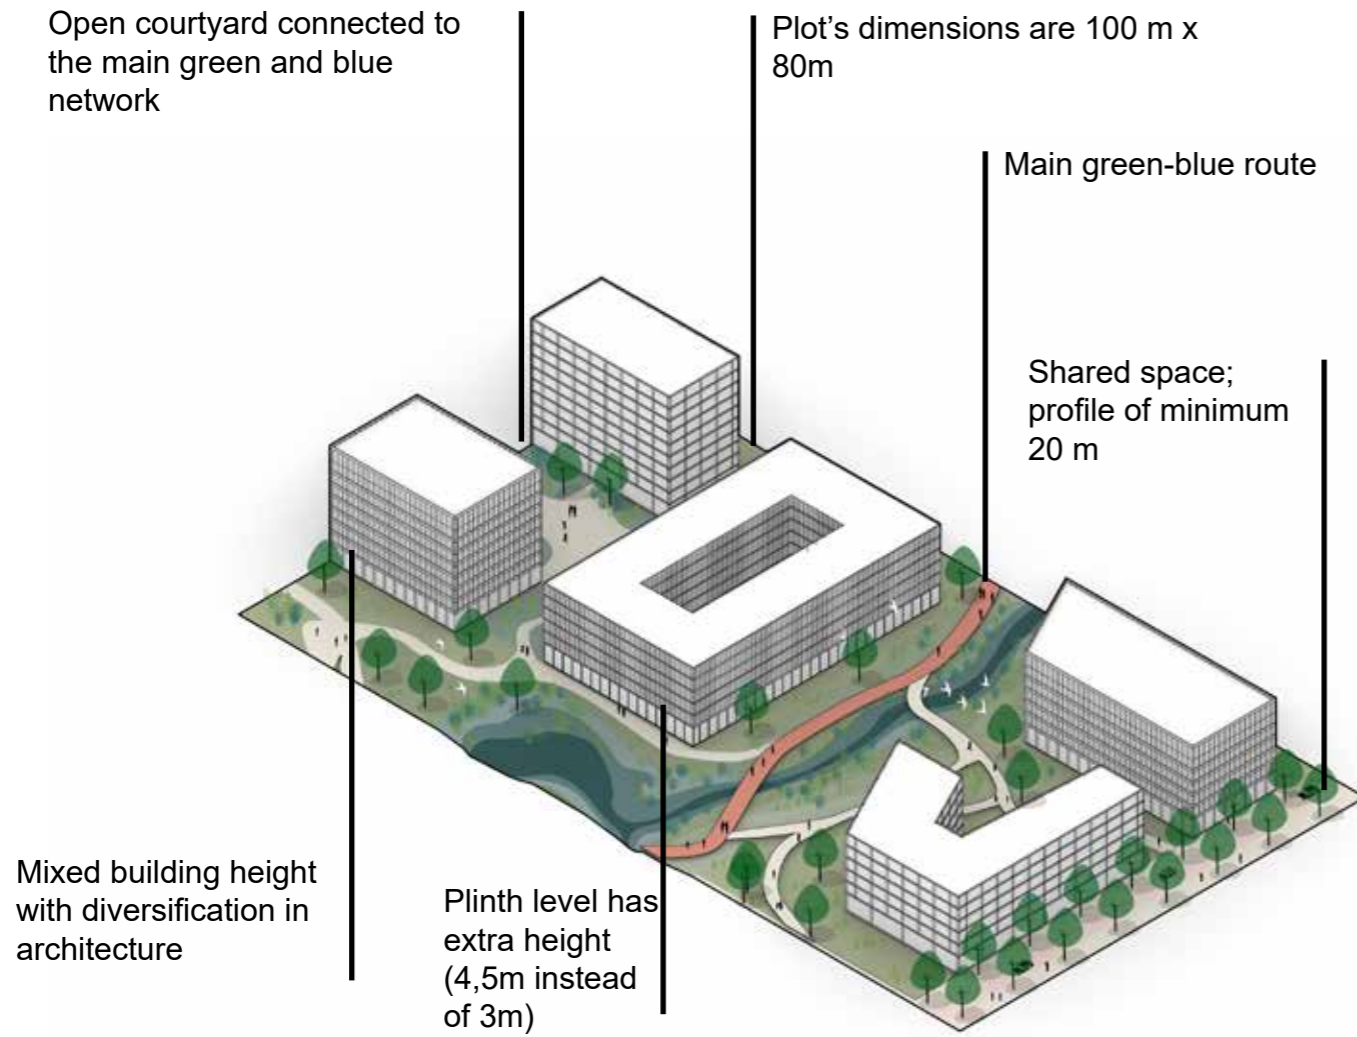 Open courtyard connected to
the main green and blue
network
Plot’s dimensions are 100 m x
80m
Main green-blue route
Shared space;
profile of minimum
20 m
Mixed building height
with diversification in
architecture
Plinth level has
extra height
(4,5m instead
of 3m)